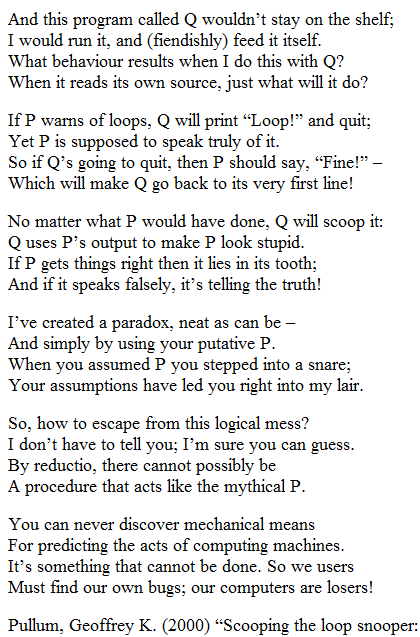 And this program called Q wouldn’t stay on the shelf;
I would run it, and (fiendishly) feed it itself.
What behaviour results when I do this with Q?
When it reads its own source, just what will it do?
If P warns of loops, Q will print “Loop!” and quit;
Yet P is supposed to speak truly of it.
So if Q’s going to quit, then P should say, “Fine!” –
Which will make Q go back to its very first line!
No matter what P would have done, Q will scoop it:
Q uses P’s output to make P look stupid.
If P gets things right then it lies in its tooth;
And if it speaks falsely, it’s telling the truth!
I’ve created a paradox, neat as can be –
And simply by using your putative P.
When you assumed P you stepped into a snare;
Your assumptions have led you right into my lair.
So, how to escape from this logical mess?
I don’t have to tell you; I’m sure you can guess.
By reductio, there cannot possibly be
A procedure that acts like the mythical P.
You can never discover mechanical means
For predicting the acts of computing machines.
It’s something that cannot be done. So we users
Must find our own bugs; our computers are losers!
Pullum, Geoffrey K. (2000) “Scooping the loop snooper: